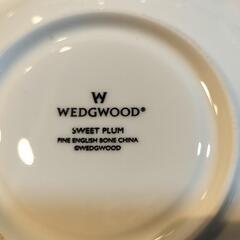 W
WEDGWOOD®
SWEET PLUM
FINE ENGLISH BONE CHINA
©WEDGWOOD